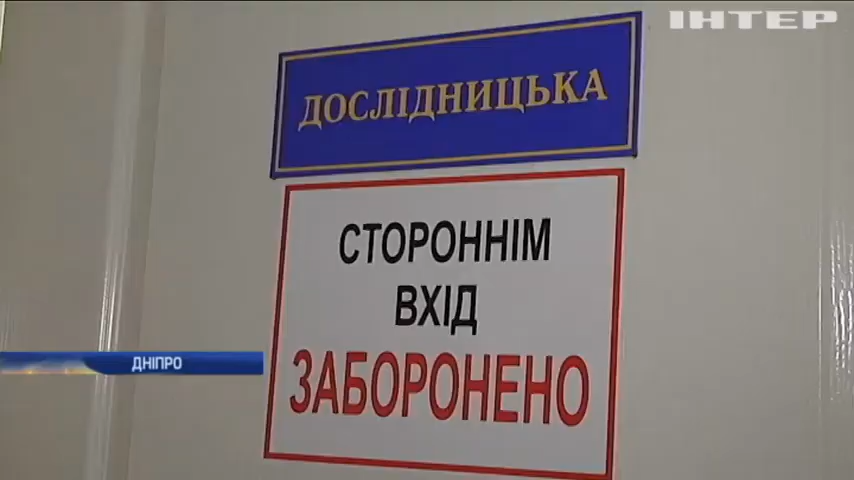 ІНТЕР
ДОСЛІДНИЦЬКА
СТОРОННІМ
ВХІД
ЗАБОРОНЕНО
ДНІПРО